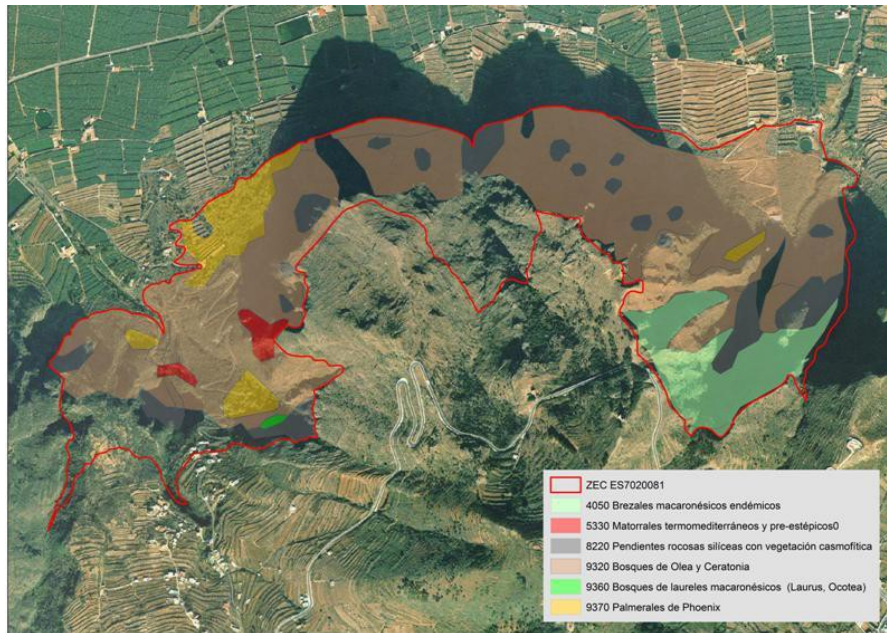 ZEC ES7020081
4050 Brezales macaronésicos endémicos
5330 Matorrales termomediterráneos y pre-estépicos0
8220 Pendientes rocosas silíceas con vegetación casmofítica
9320 Bosques de Olea y Ceratonia
9360 Bosques de laureles macaronésicos (Laurus, Ocotea)
9370 Palmerales de Phoenix